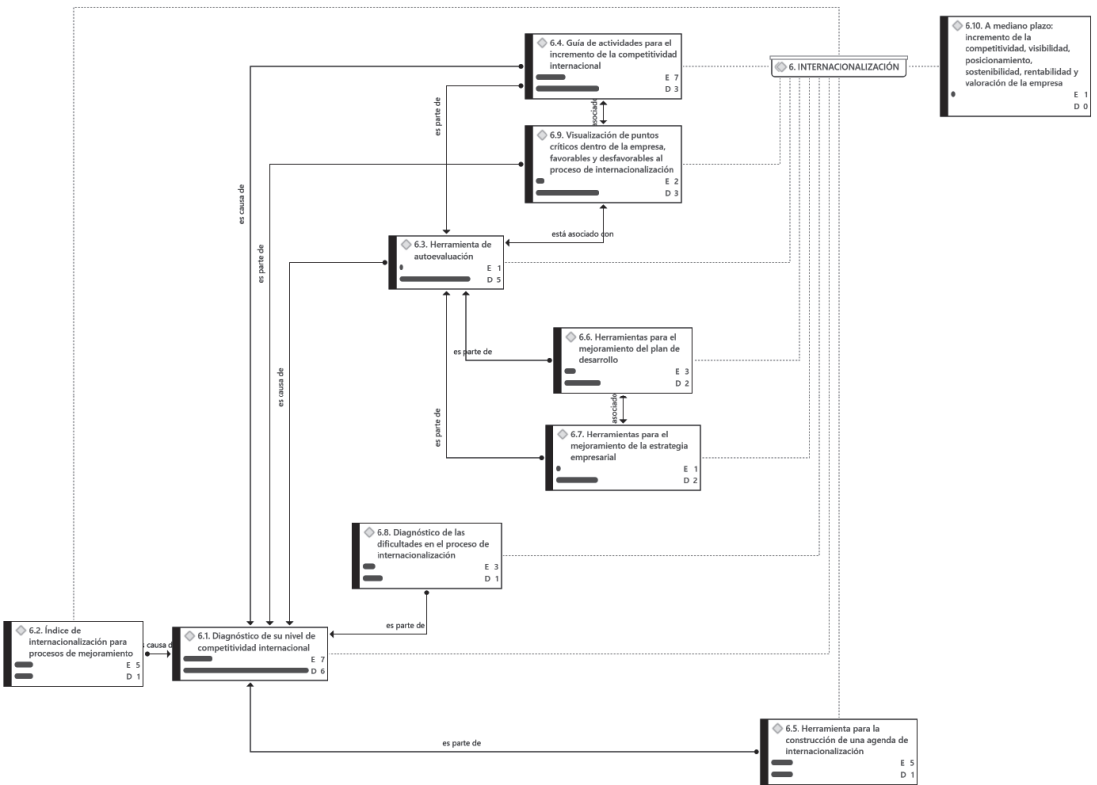 6.4. Guía de actividades para el
incremento de la competitividad
internacional
E 7
D 3
6. INTERNACIONALIZACIÓN
6.10. A mediano plazo:
incremento de la
competitividad, visibilidad,
posicionamiento,
sostenibilidad, rentabilidad y
valoración de la empresa
E 1
D 0
es parte de
asociado
6.9. Visualización de puntos
críticos dentro de la empresa,
favorables y desfavorables al
proceso de internacionalización
E 2
D 3
es causa de
es parte de
está asociado con
6.3. Herramienta de
autoevaluación
E 1
D 5
es causa de
es parte de
6.6. Herramientas para el
mejoramiento del plan de
desarrollo
E 3
D 2
asociado
es parte de
6.7. Herramientas para el
mejoramiento de la estrategia
empresarial
E 1
D 2
6.8. Diagnóstico de las
dificultades en el proceso de
internacionalización
E 3
D 1
es parte de
6.2. Índice de
internacionalización para
procesos de mejoramiento
E 5
D 1
s causa d
6.1. Diagnóstico de su nivel de
competitividad internacional
E 7
D 6
es parte de
6.5. Herramienta para la
construcción de una agenda de
internacionalización
E 5
D 1